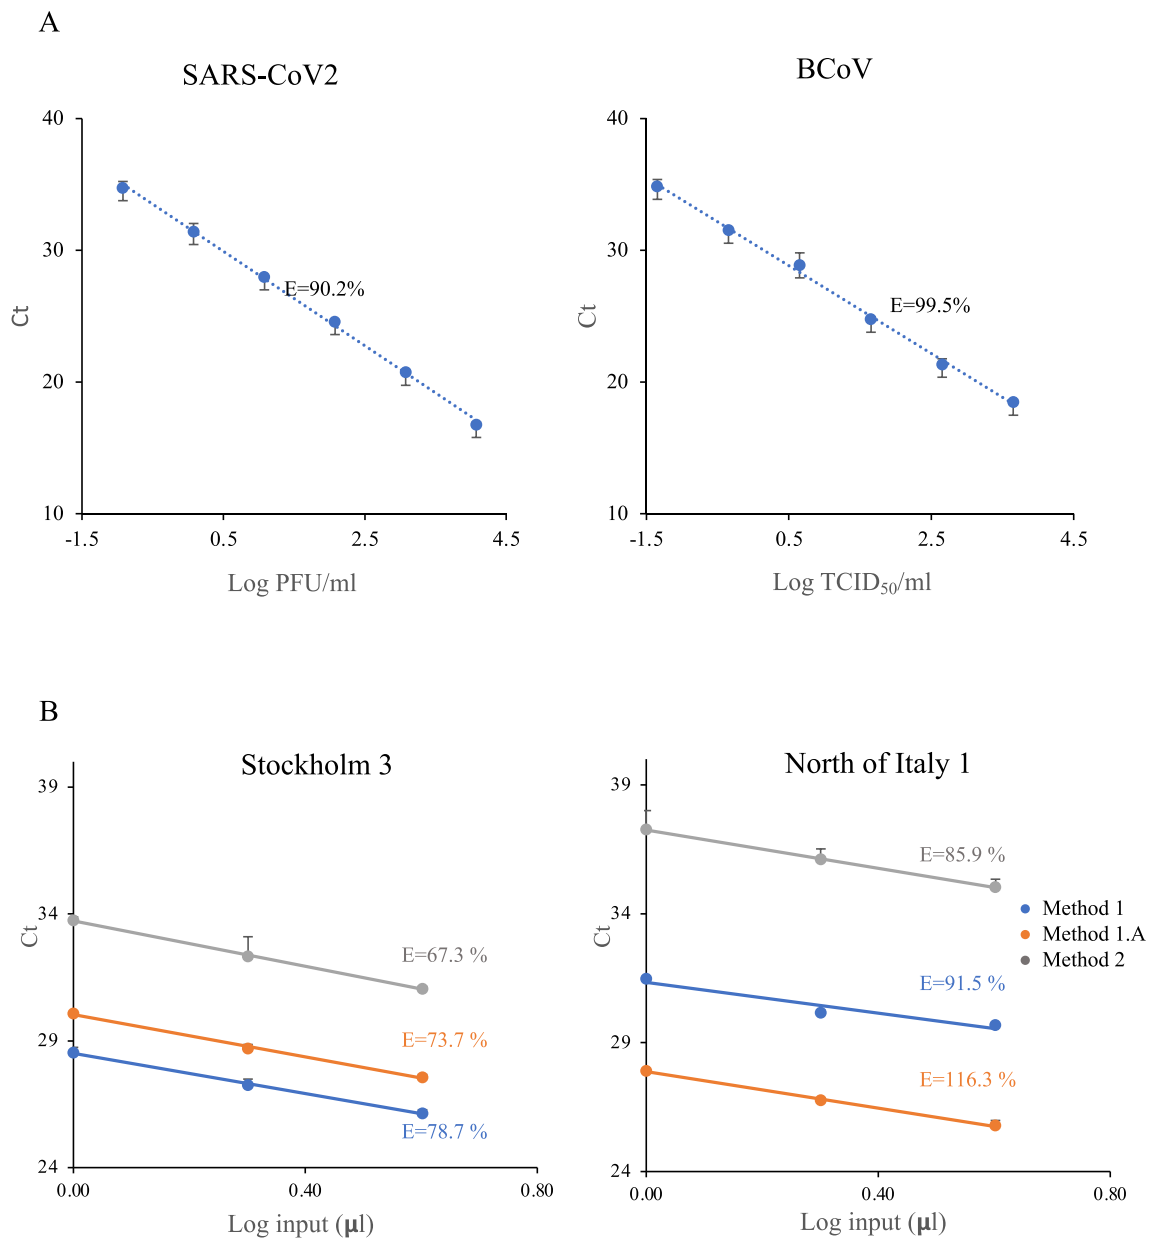 A
SARS-CoV2
BCoV
40
30
20
10
Ct
E=90.2%
-1.5
0.5
2.5
4.5
Log PFU/ml
40
30
20
10
Ct
E=99.5%
-1.5
0.5
2.5
4.5
Log TCID₅₀/ml
B
Stockholm 3
North of Italy 1
39
34
29
24
Ct
E=67.3 %
E=73.7 %
E=78.7 %
0.00
0.40
0.80
Log input (µl)
39
34
29
24
Ct
E=85.9 %
E=91.5 %
E=116.3 %
0.00
0.40
0.80
Log input (µl)
Method 1
Method 1.A
Method 2